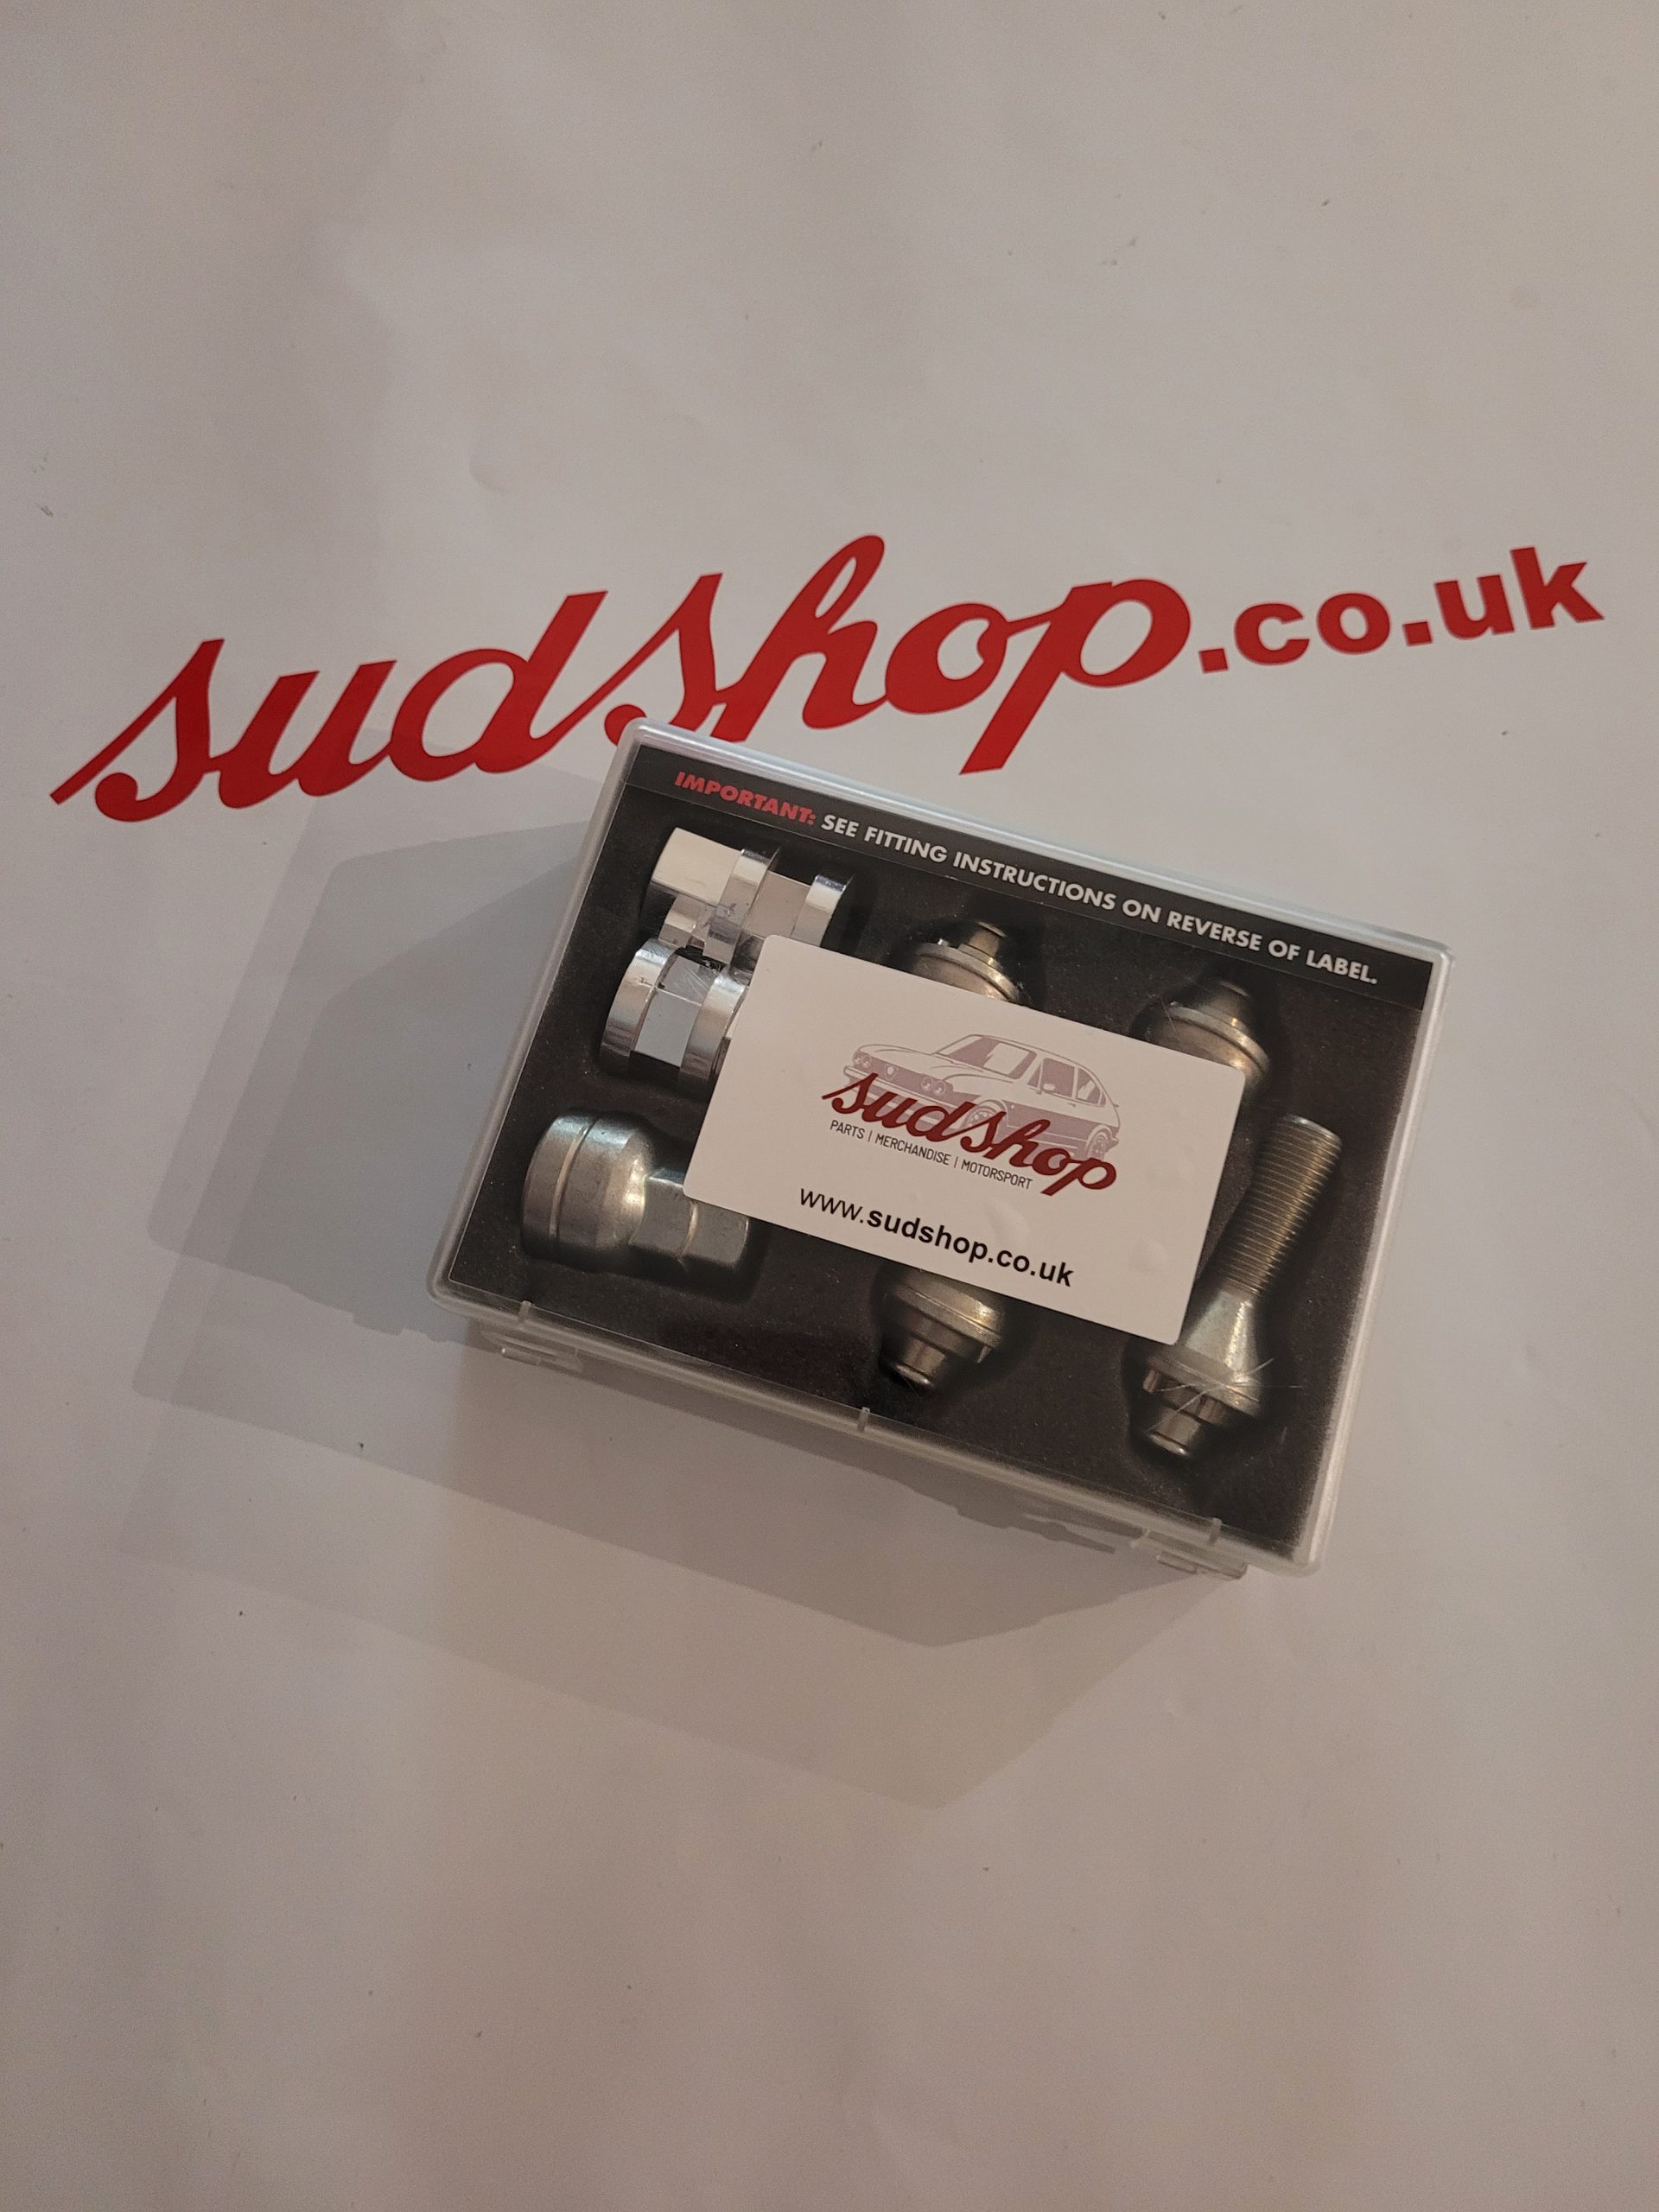 sudshop.co.uk
IMPORTANT: SEE FITTING INSTRUCTIONS ON REVERSE OF LABEL.
sudshop
PARTS | MERCHANDISE | MOTORSPORT
www.sudshop.co.uk